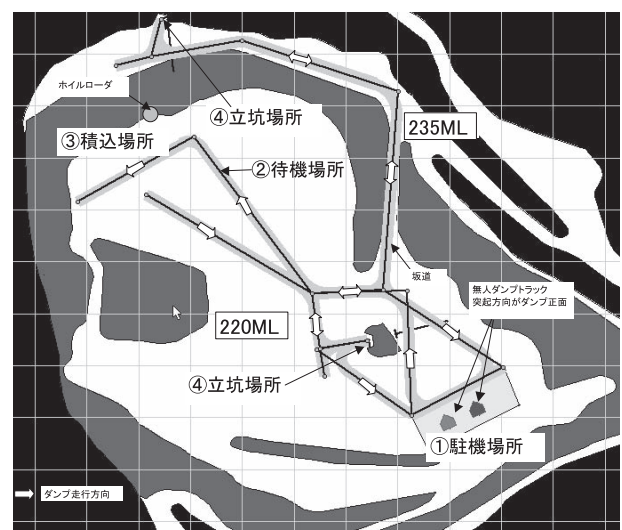 ホイルローダ
④立坑場所
235ML
③積込場所
②待機場所
坂道
無人ダンプトラック
突起方向がダンプ正面
220ML
④立坑場所
①駐機場所
ダンプ走行方向